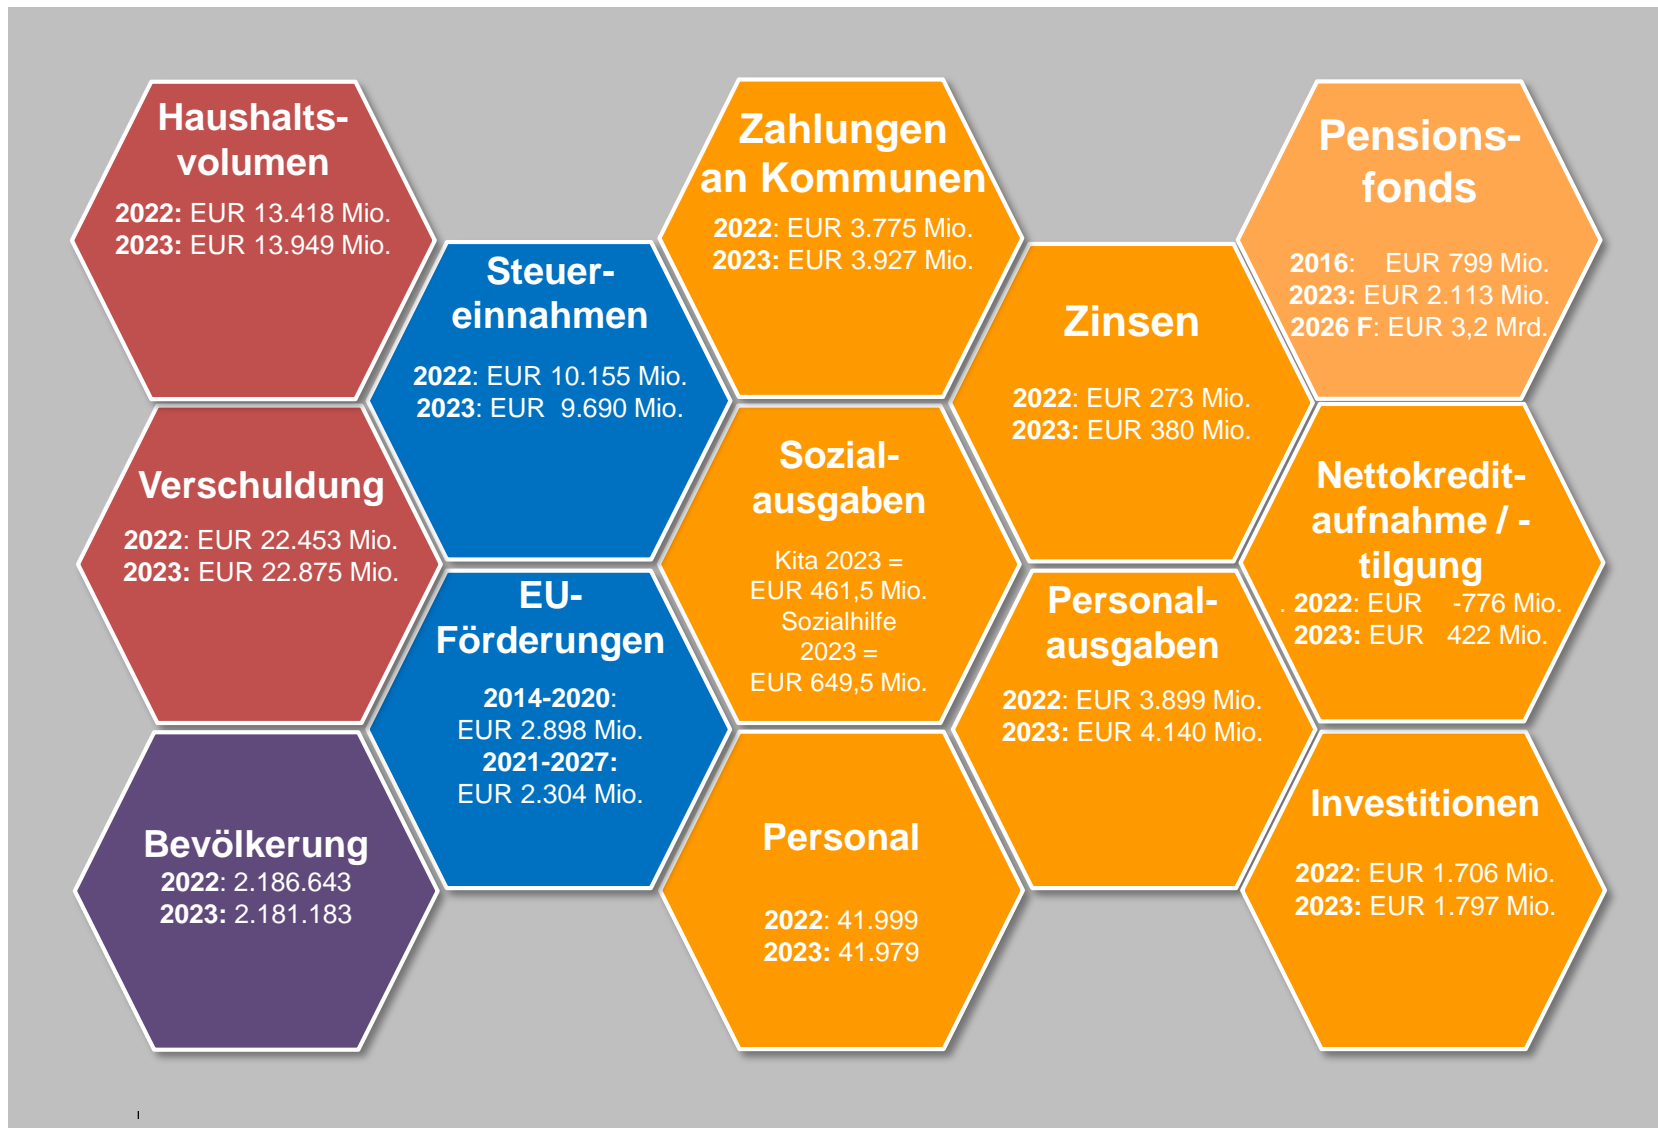 Haushalts-
volumen
2022: EUR 13.418 Mio.
2023: EUR 13.949 Mio.
Verschuldung
2022: EUR 22.453 Mio.
2023: EUR 22.875 Mio.
Bevölkerung
2022: 2.186.643
2023: 2.181.183
Steuer-
einnahmen
2022: EUR 10.155 Mio.
2023: EUR 9.690 Mio.
EU-
Förderungen
2014-2020:
EUR 2.898 Mio.
2021-2027:
EUR 2.304 Mio.
Zahlungen
an Kommunen
2022: EUR 3.775 Mio.
2023: EUR 3.927 Mio.
Sozial-
ausgaben
Kita 2023 =
EUR 461,5 Mio.
Sozialhilfe
2023 =
EUR 649,5 Mio.
Personal
2022: 41.999
2023: 41.979
Zinsen
2022: EUR 273 Mio.
2023: EUR 380 Mio.
Personal-
ausgaben
2022: EUR 3.899 Mio.
2023: EUR 4.140 Mio.
Pensions-
fonds
2016: EUR 799 Mio.
2023: EUR 2.113 Mio.
2026 F: EUR 3,2 Mrd.
Nettokredit-
aufnahme / -
tilgung
. 2022: EUR -776 Mio.
2023: EUR 422 Mio.
Investitionen
2022: EUR 1.706 Mio.
2023: EUR 1.797 Mio.